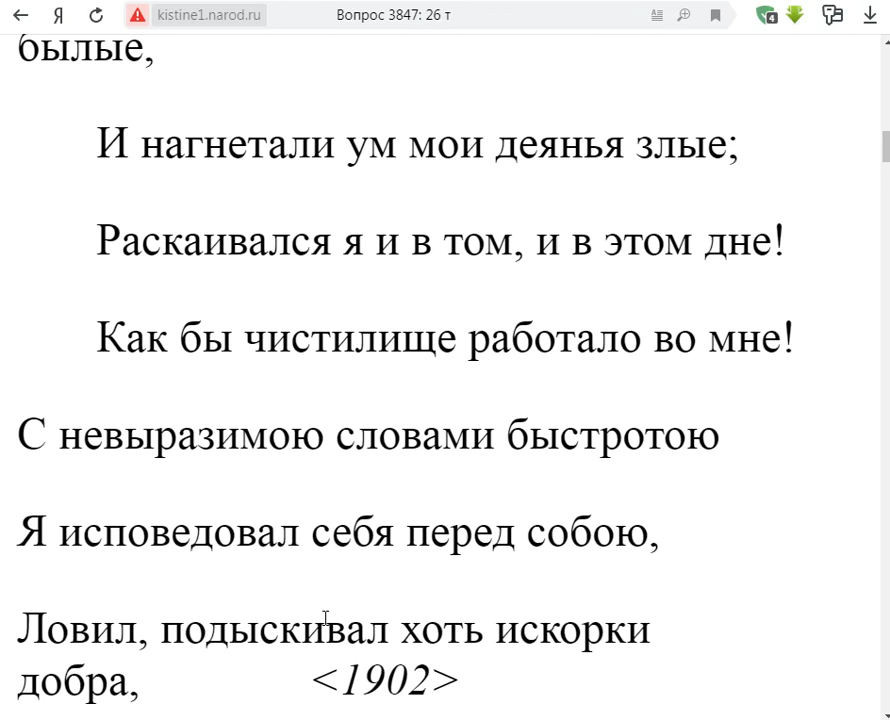 Я
kistine1.narod.ru
Вопрос 3847: 26 т
4
былые,
И нагнетали ум мои деянья злые;
Раскаивался я и в том, и в этом дне!
Как бы чистилище работало во мне!
С невыразимою словами быстротою
Я исповедовал себя перед собою,
Ловил, подыскивал хоть искорки
добра, <1902>